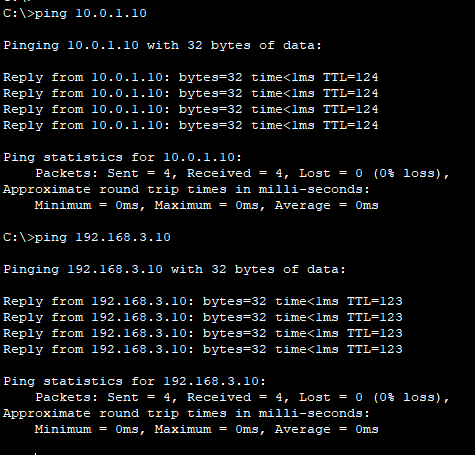 C:\>ping 10.0.1.10
Pinging 10.0.1.10 with 32 bytes of data:
Reply from 10.0.1.10: bytes=32 time<1ms TTL=124
Reply from 10.0.1.10: bytes=32 time<1ms TTL=124
Reply from 10.0.1.10: bytes=32 time<1ms TTL=124
Reply from 10.0.1.10: bytes=32 time<1ms TTL=124
Ping statistics for 10.0.1.10:
    Packets: Sent = 4, Received = 4, Lost = 0 (0% loss),
Approximate round trip times in milli-seconds:
    Minimum = 0ms, Maximum = 0ms, Average = 0ms
C:\>ping 192.168.3.10
Pinging 192.168.3.10 with 32 bytes of data:
Reply from 192.168.3.10: bytes=32 time<1ms TTL=123
Reply from 192.168.3.10: bytes=32 time<1ms TTL=123
Reply from 192.168.3.10: bytes=32 time<1ms TTL=123
Reply from 192.168.3.10: bytes=32 time<1ms TTL=123
Ping statistics for 192.168.3.10:
    Packets: Sent = 4, Received = 4, Lost = 0 (0% loss),
Approximate round trip times in milli-seconds:
    Minimum = 0ms, Maximum = 0ms, Average = 0ms